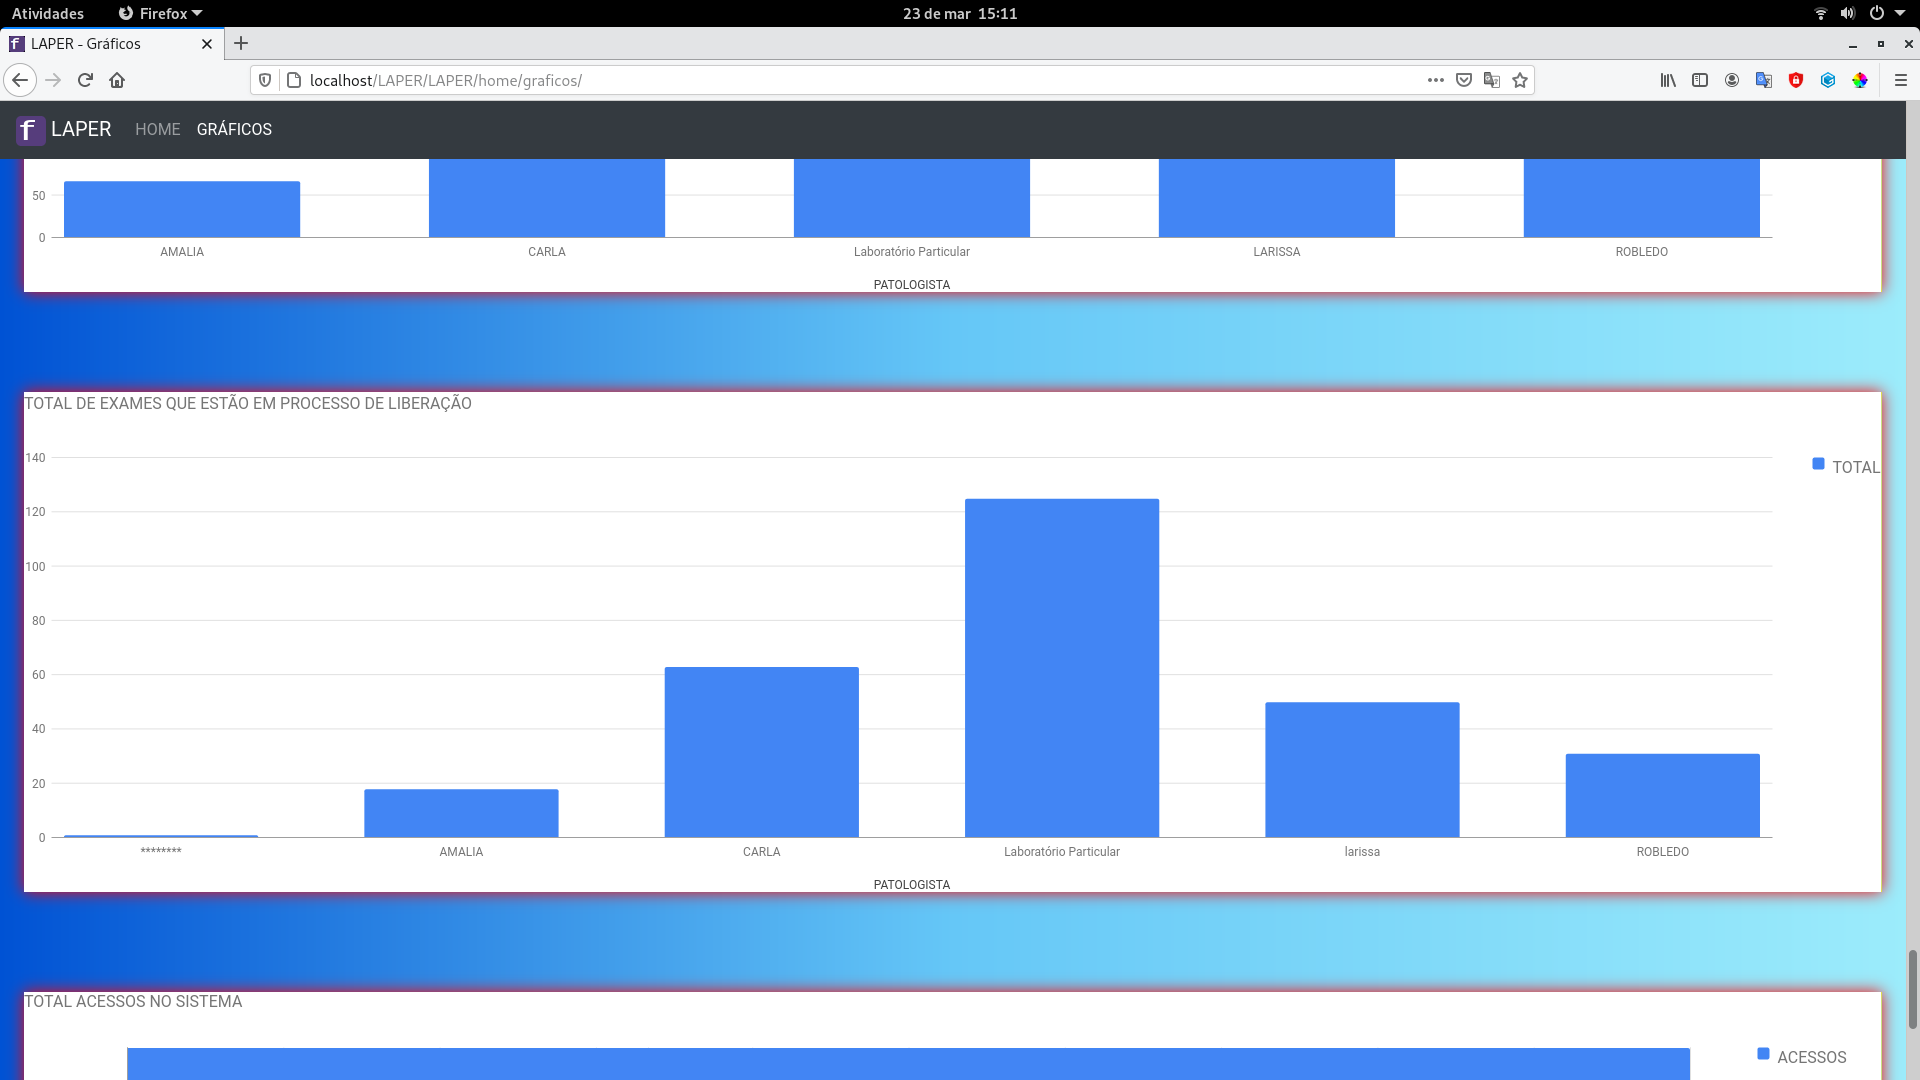 Atividades Firefox 23 de mar 15:11
LAPER - Gráficos
localhost/LAPER/LAPER/home/graficos/
f LAPER HOME GRÁFICOS
50
0
AMALIA CARLA Laboratório Particular LARISSA ROBLEDO
PATOLOGISTA
TOTAL DE EXAMES QUE ESTÃO EM PROCESSO DE LIBERAÇÃO
140
TOTAL
120
100
80
60
40
20
0
******** AMALIA CARLA Laboratório Particular larissa ROBLEDO
PATOLOGISTA
TOTAL ACESSOS NO SISTEMA
ACESSOS